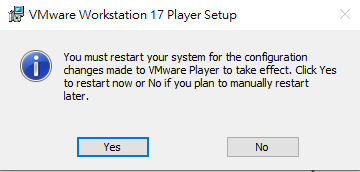 VMware Workstation 17 Player Setup
You must restart your system for the configuration
changes made to VMware Player to take effect. Click Yes
to restart now or No if you plan to manually restart
later.
Yes
No